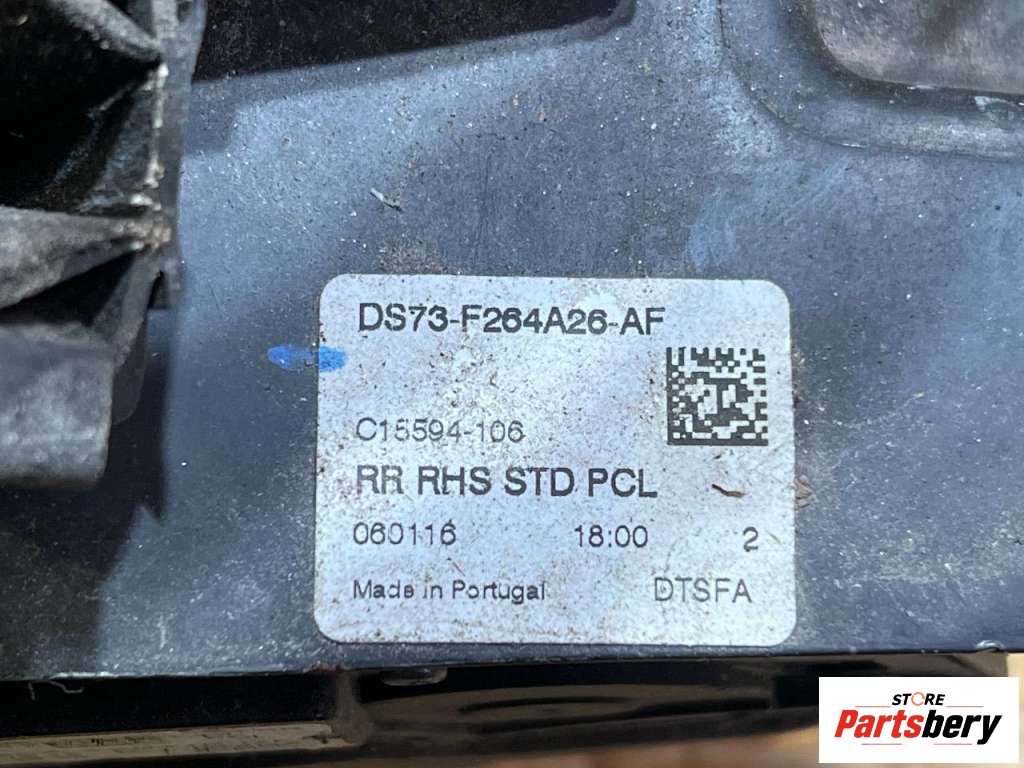 DS73-F264A26-AF
C15594-106
RR RHS STD PCL
060116 18:00 2
Made in Portugal DTSFA
STORE
Partsbery